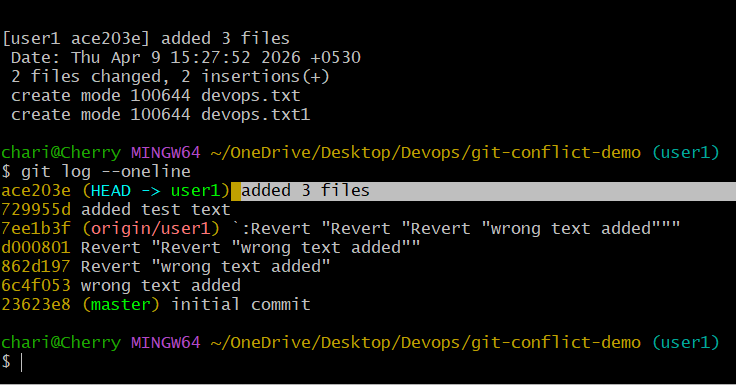 [user1 ace203e] added 3 files
 Date: Thu Apr 9 15:27:52 2026 +0530
 2 files changed, 2 insertions(+)
 create mode 100644 devops.txt
 create mode 100644 devops.txt1
chari@Cherry MINGW64 ~/OneDrive/Desktop/Devops/git-conflict-demo (user1)
$ git log --oneline
ace203e (HEAD -> user1) added 3 files
729955d added test text
7ee1b3f (origin/user1) `:Revert "Revert "Revert "wrong text added"""
d000801 Revert "Revert "wrong text added""
862d197 Revert "wrong text added"
6c4f053 wrong text added
23623e8 (master) initial commit
chari@Cherry MINGW64 ~/OneDrive/Desktop/Devops/git-conflict-demo (user1)
$